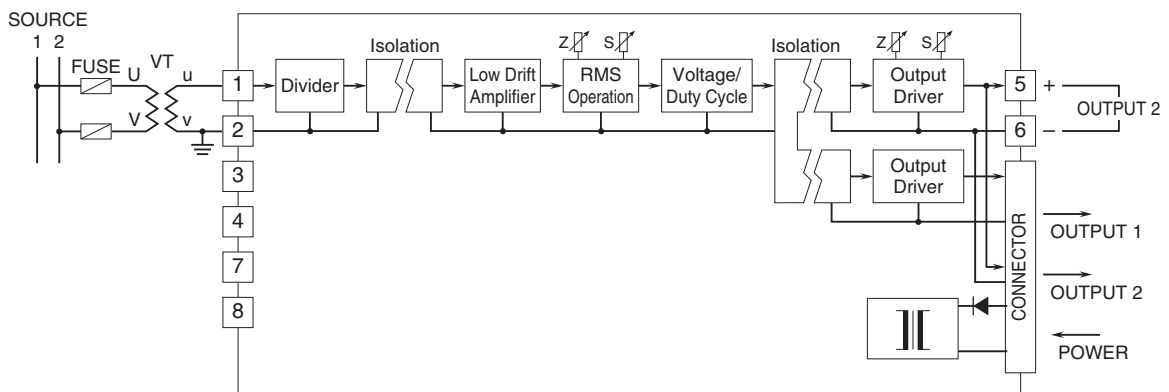 SOURCE
1 2
FUSE
VT
U
u
V
v
1
2
3
4
7
8
Divider
Isolation
Low Drift
Amplifier
Z
S
RMS
Operation
Voltage/
Duty Cycle
Isolation
Z
S
Output
Driver
Output
Driver
5
6
+
–
OUTPUT 2
CONNECTOR
OUTPUT 1
OUTPUT 2
POWER